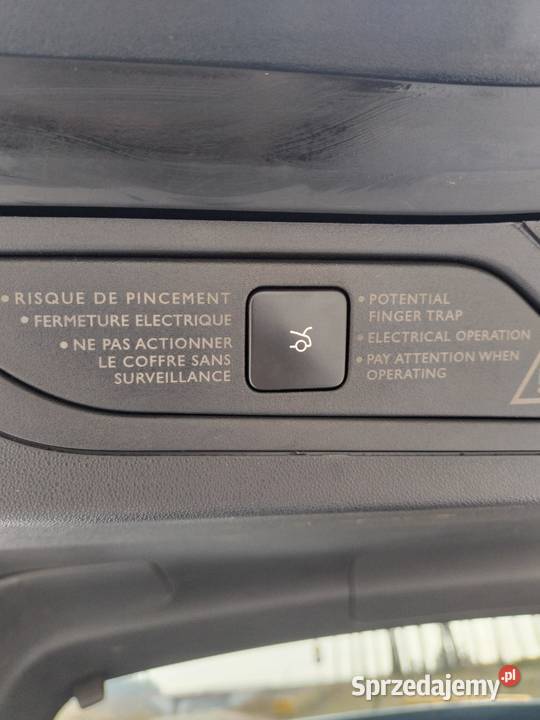 • RISQUE DE PINCEMENT
• FERMETURE ELECTRIQUE
• NE PAS ACTIONNER
LE COFFRE SANS
SURVEILLANCE
• POTENTIAL
FINGER TRAP
• ELECTRICAL OPERATION
• PAY ATTENTION WHEN
OPERATING
Sprzedajemy.pl